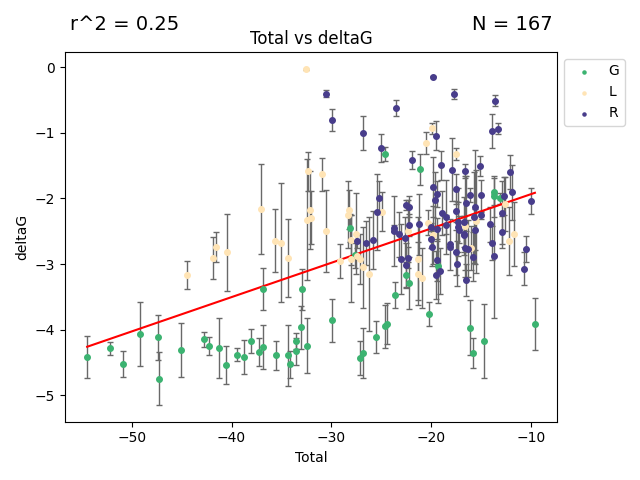 r^2 = 0.25 N = 167
Total vs deltaG
0
−1
−2
−3
−4
−5
deltaG
−50 −40 −30 −20 −10
Total
G
L
R